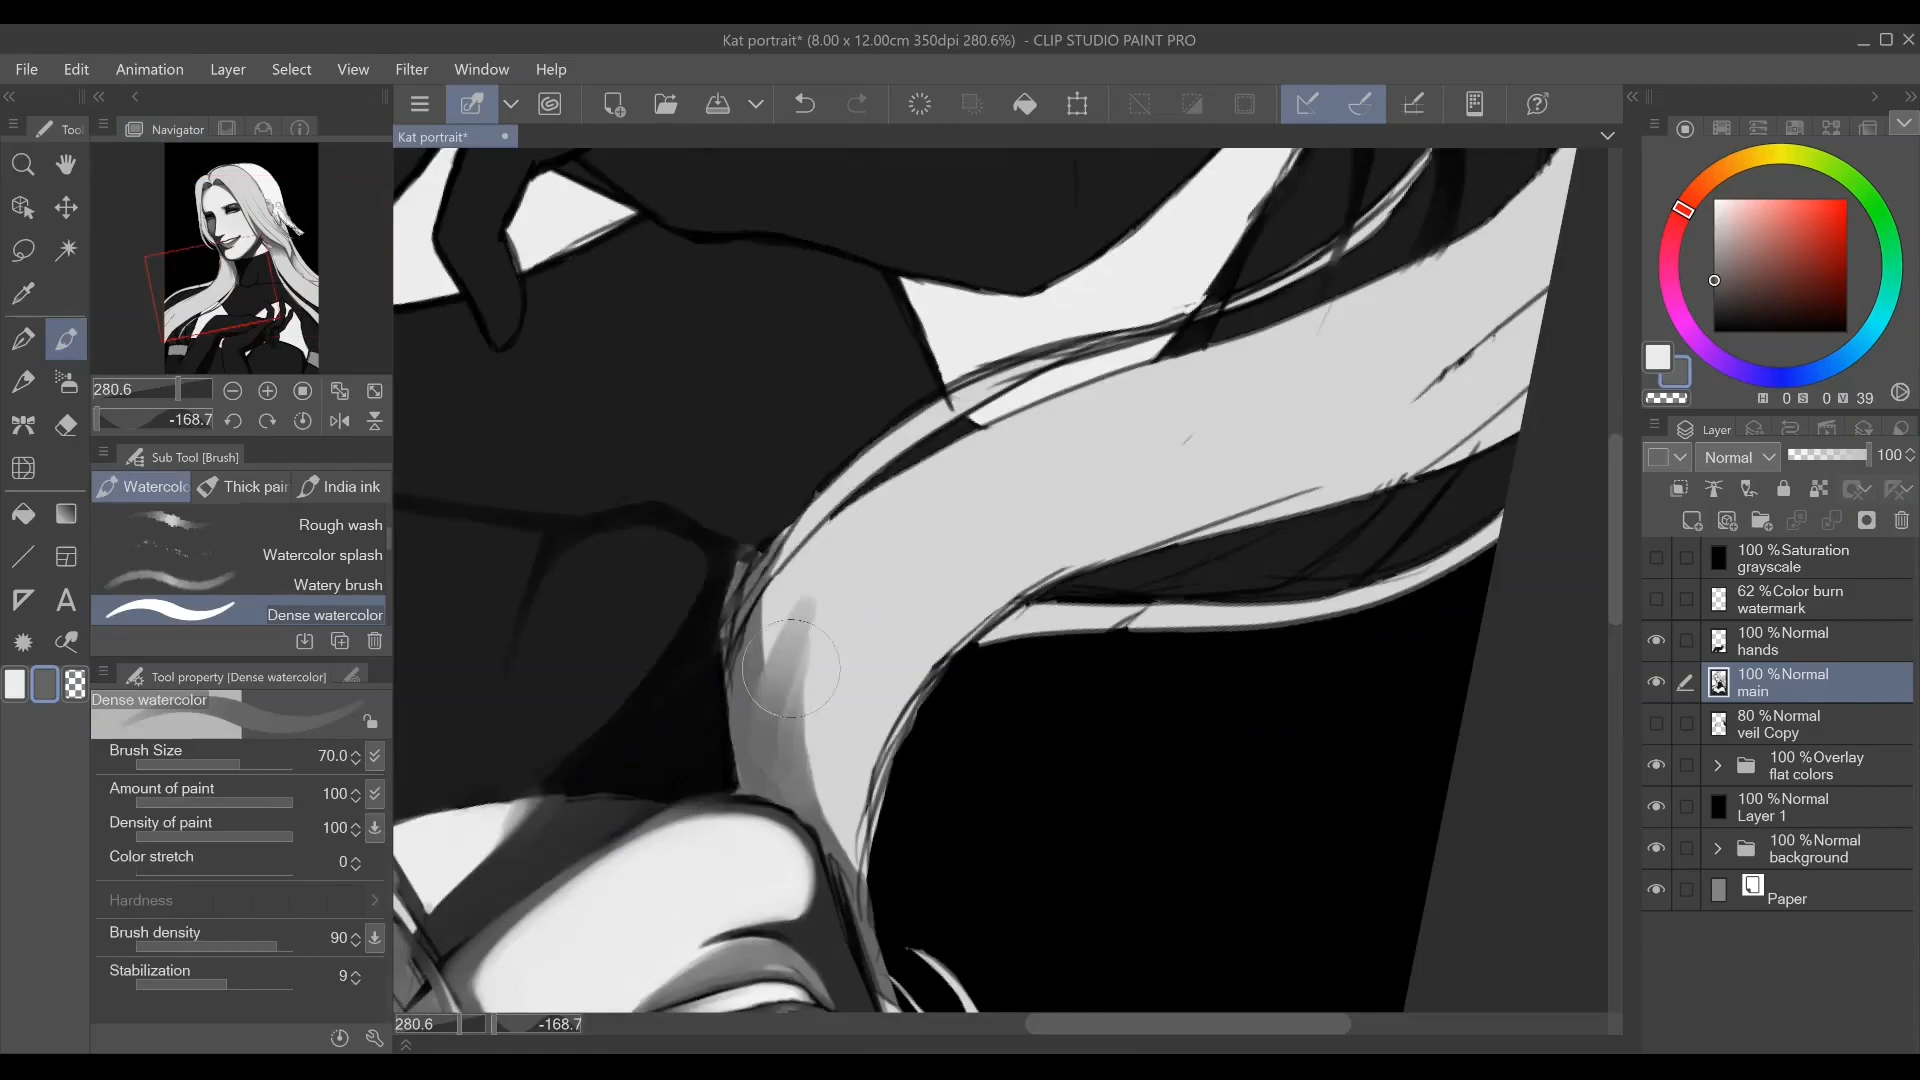 Kat portrait* (8.00 x 12.00cm 350dpi 280.6%) - CLIP STUDIO PAINT PRO
File Edit Animation Layer Select View Filter Window Help
Tool
Navigator
Kat portrait*
280.6
-168.7
Sub Tool [Brush]
Watercolo
Thick pain
India ink
Rough wash
Watercolor splash
Watery brush
Dense watercolor
Tool property [Dense watercolor]
Dense watercolor
Brush Size 70.0
Amount of paint 100
Density of paint 100
Color stretch 0
Hardness
Brush density 90
Stabilization 9
280.6 -168.7
H 0 S 0 V 39
Layer
Normal 100
100 %Saturation
grayscale
62 %Color burn
watermark
100 %Normal
hands
100 %Normal
main
80 %Normal
veil Copy
100 %Overlay
flat colors
100 %Normal
Layer 1
100 %Normal
background
Paper
A